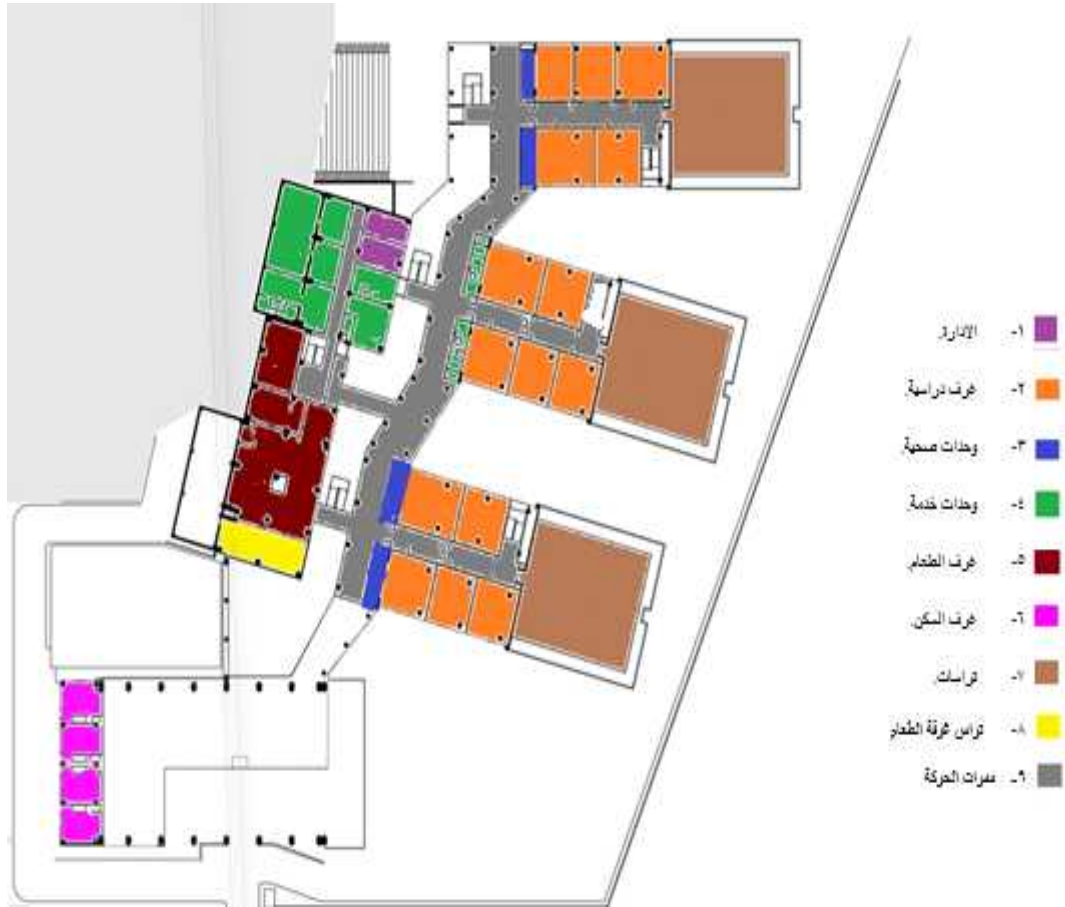 ١- الادارة.
٢- غرف دراسية.
٣- وحدات صحية.
٤- وحدات خدمة
٥- غرف الطعام.
٦- غرف السكن.
٧- تراسات.
٨- تراس غرفة الطعام
٩- ممرات الحركة